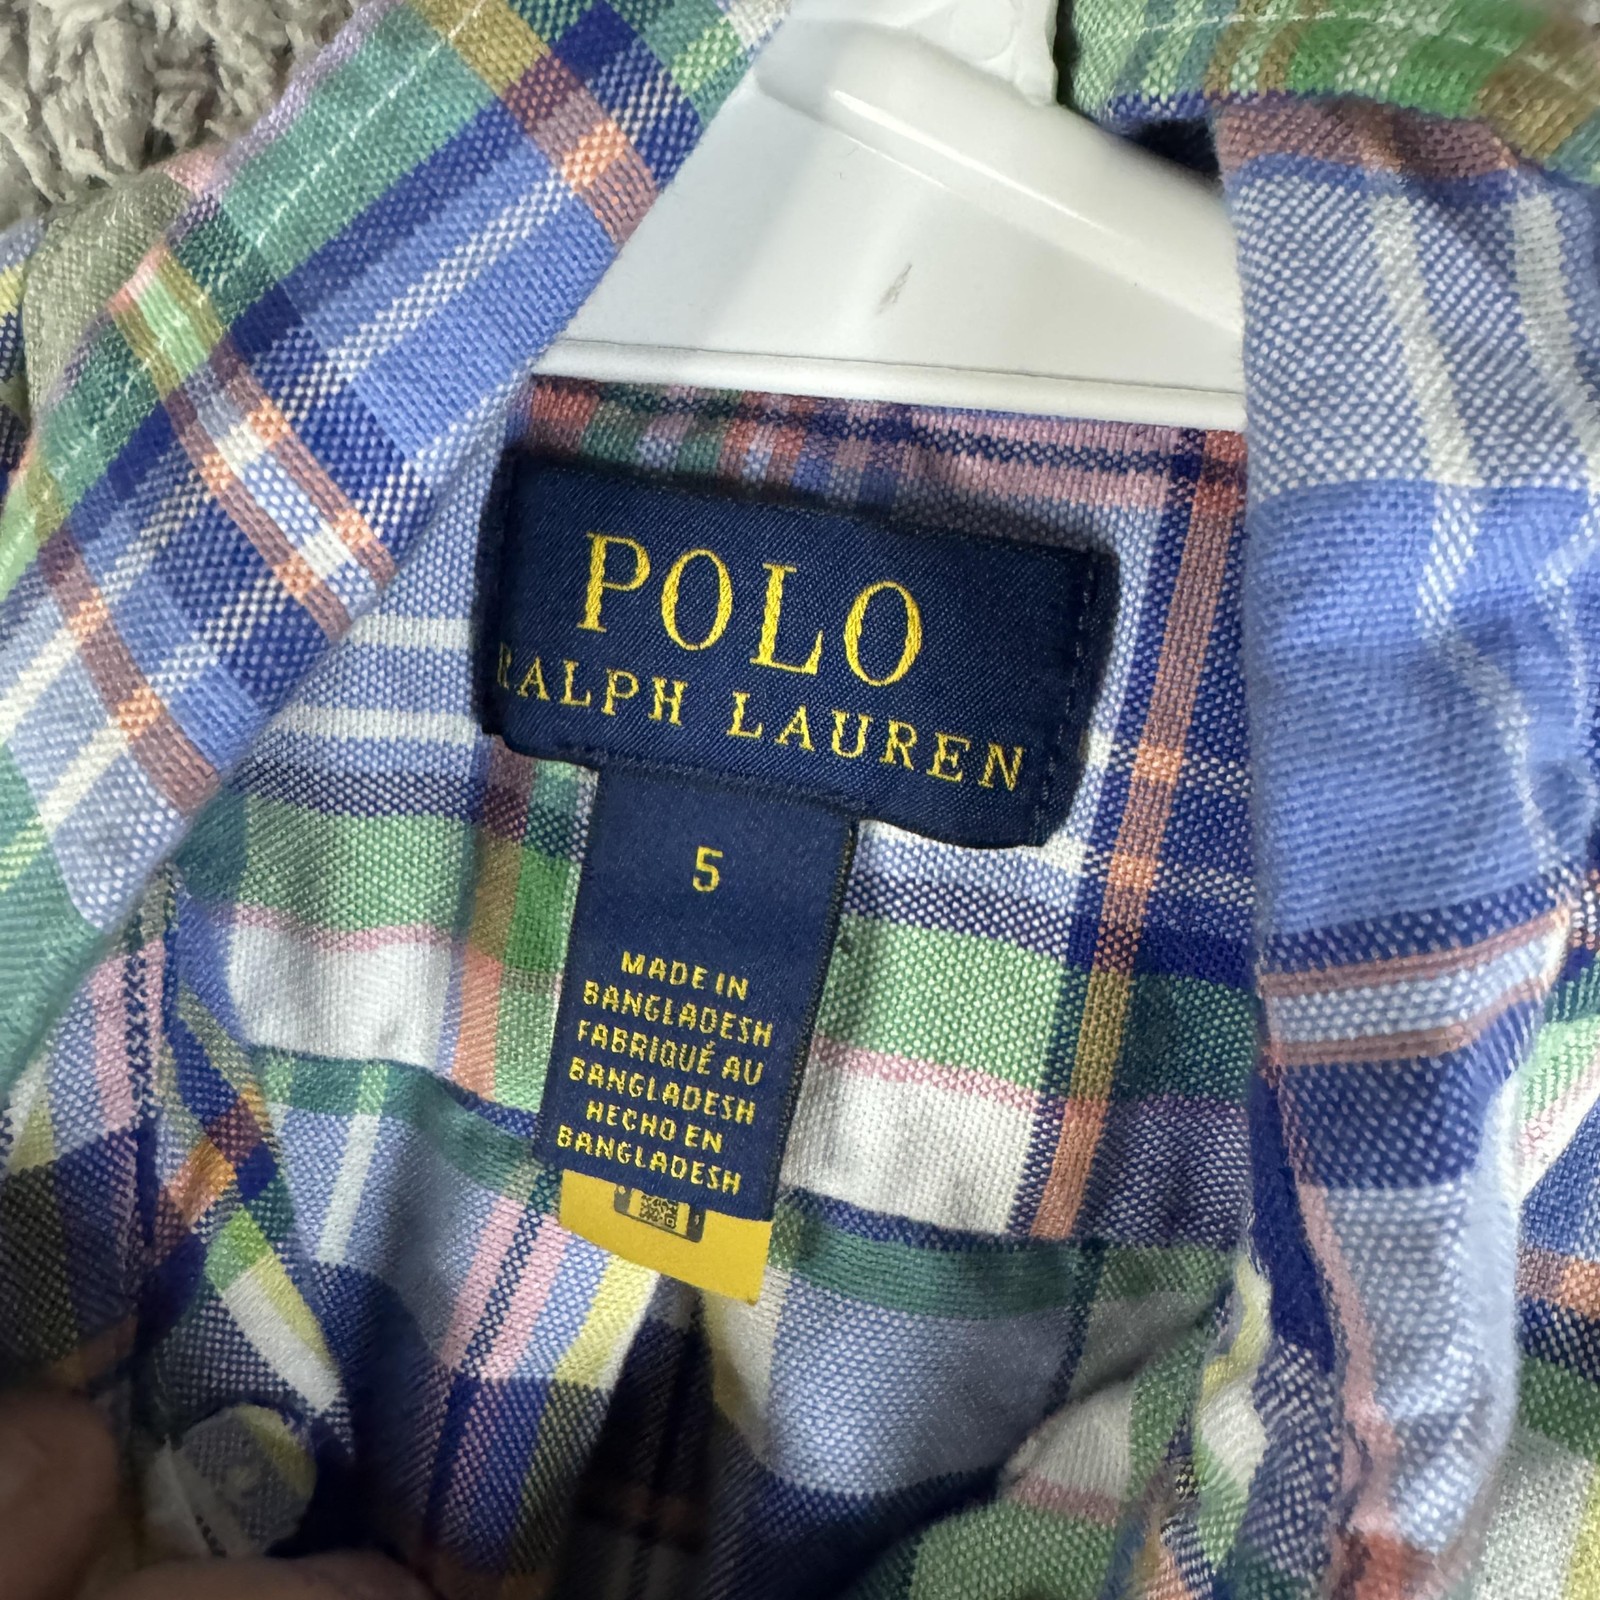 POLO
RALPH LAUREN
5
MADE IN
BANGLADESH
FABRIQUÉ AU
BANGLADESH
HECHO EN
BANGLADESH